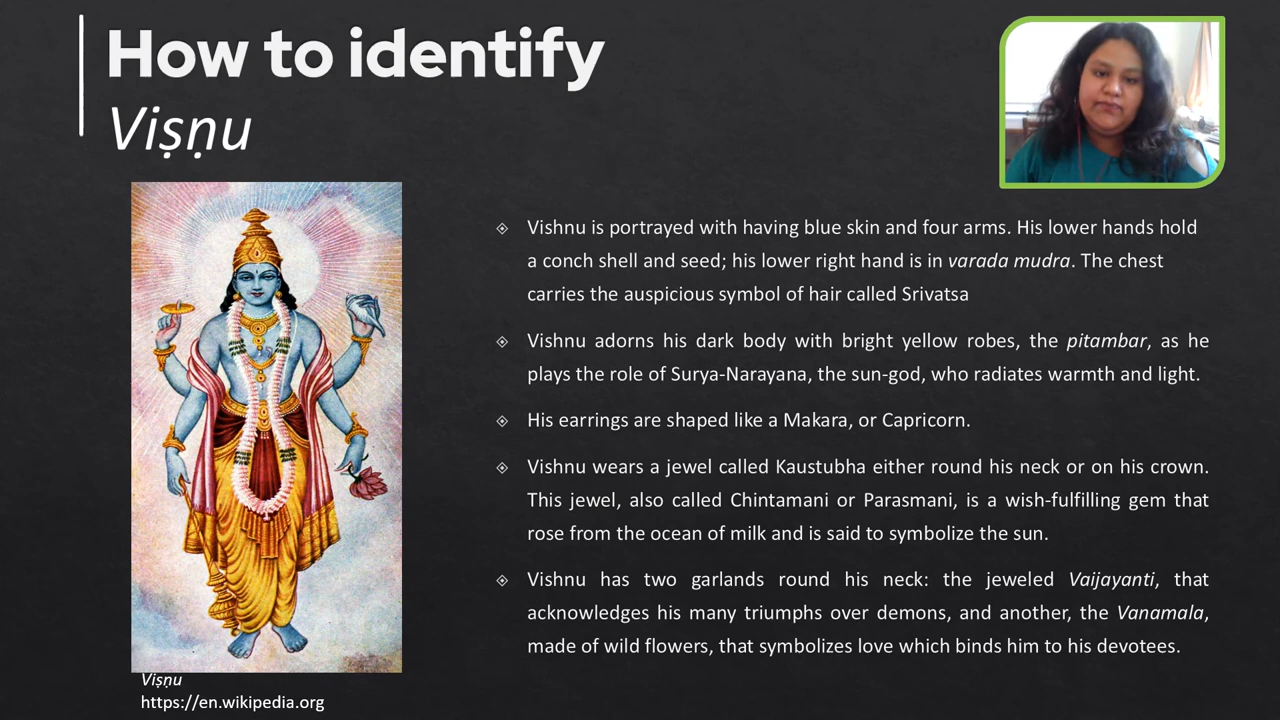 How to identify
Viṣṇu
Vishnu is portrayed with having blue skin and four arms. His lower hands hold
a conch shell and seed; his lower right hand is in varada mudra. The chest
carries the auspicious symbol of hair called Srivatsa
Vishnu adorns his dark body with bright yellow robes, the pitambar, as he
plays the role of Surya-Narayana, the sun-god, who radiates warmth and light.
His earrings are shaped like a Makara, or Capricorn.
Vishnu wears a jewel called Kaustubha either round his neck or on his crown.
This jewel, also called Chintamani or Parasmani, is a wish-fulfilling gem that
rose from the ocean of milk and is said to symbolize the sun.
Vishnu has two garlands round his neck: the jeweled Vaijayanti, that
acknowledges his many triumphs over demons, and another, the Vanamala,
made of wild flowers, that symbolizes love which binds him to his devotees.
Viṣṇu
https://en.wikipedia.org